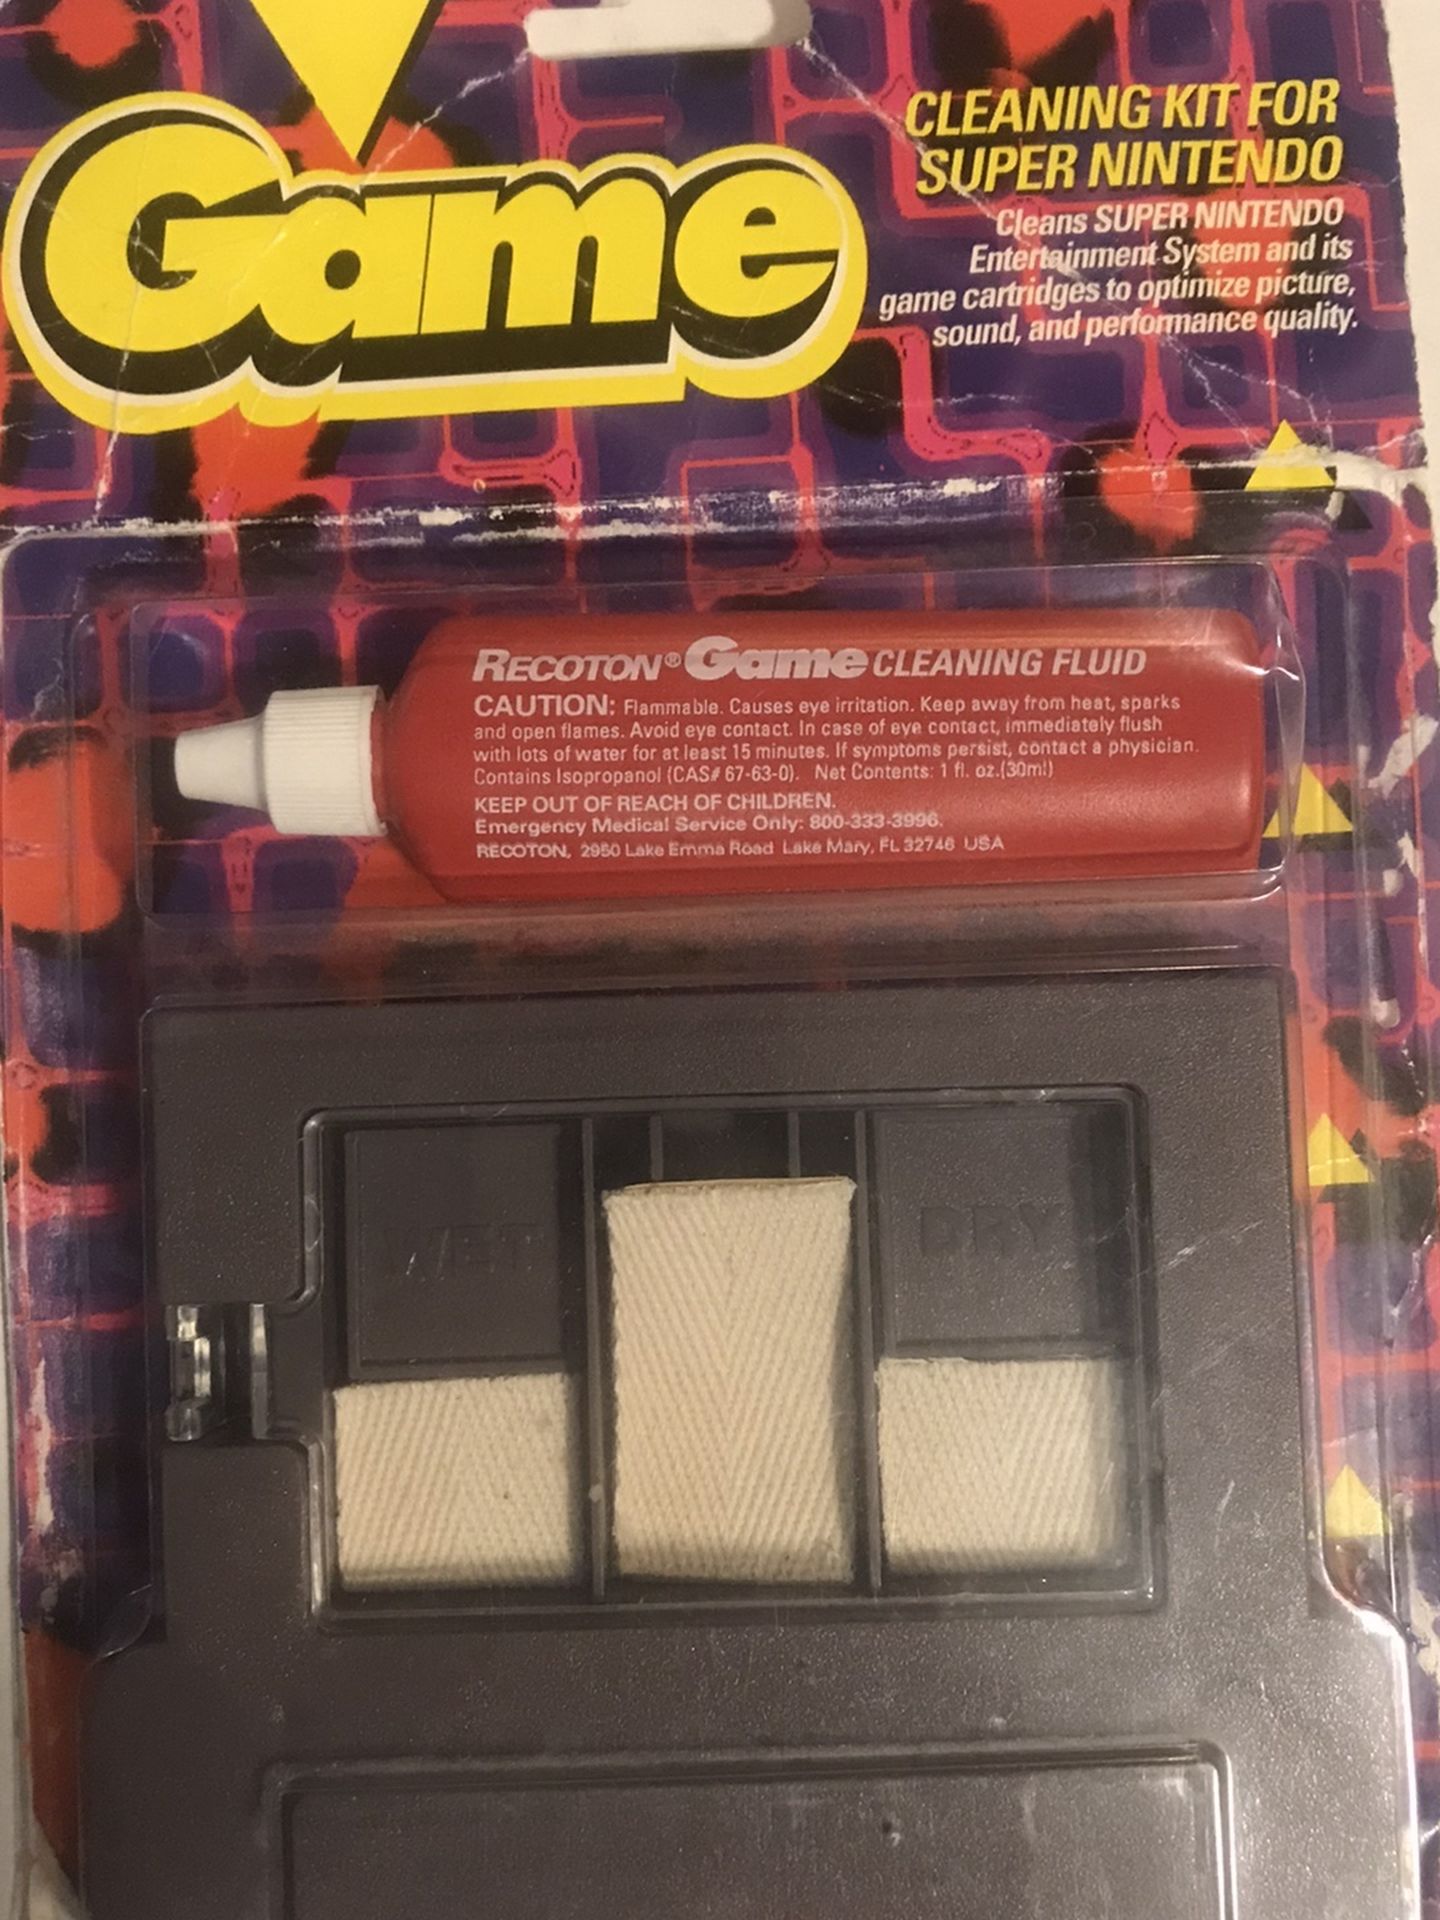 Game
CLEANING KIT FOR
SUPER NINTENDO
Cleans SUPER NINTENDO
Entertainment System and its
game cartridges to optimize picture,
sound, and performance quality.
RECOTON® Game CLEANING FLUID
CAUTION: Flammable. Causes eye irritation. Keep away from heat, sparks
and open flames. Avoid eye contact. In case of eye contact, immediately flush
with lots of water for at least 15 minutes. If symptoms persist, contact a physician.
Contains Isopropanol (CAS# 67-63-0). Net Contents: 1 fl. oz.(30ml)
KEEP OUT OF REACH OF CHILDREN.
Emergency Medical Service Only: 800-333-3996.
RECOTON, 2950 Lake Emma Road Lake Mary, FL 32746 USA
WET
DRY